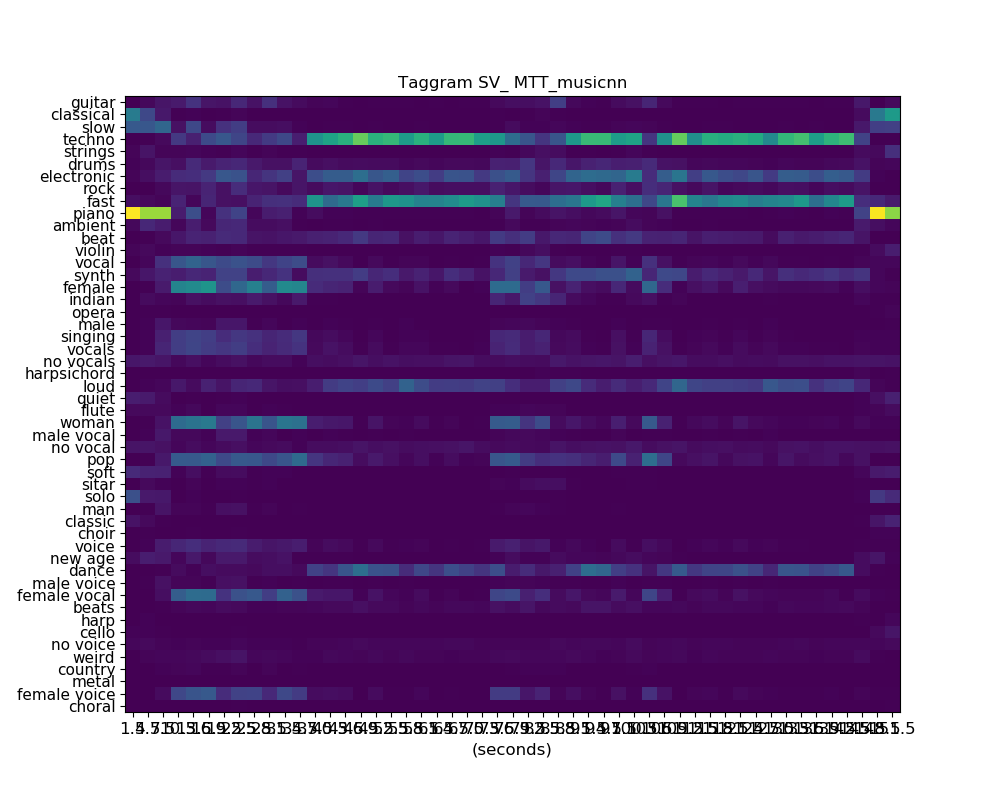 Taggram SV_ MTT_musicnn
guitar
classical
slow
techno
strings
drums
electronic
rock
fast
piano
ambient
beat
violin
vocal
synth
female
indian
opera
male
singing
vocals
no vocals
harpsichord
loud
quiet
flute
woman
male vocal
no vocal
pop
soft
sitar
solo
man
classic
choir
voice
new age
dance
male voice
female vocal
beats
harp
cello
no voice
weird
country
metal
female voice
choral
(seconds)